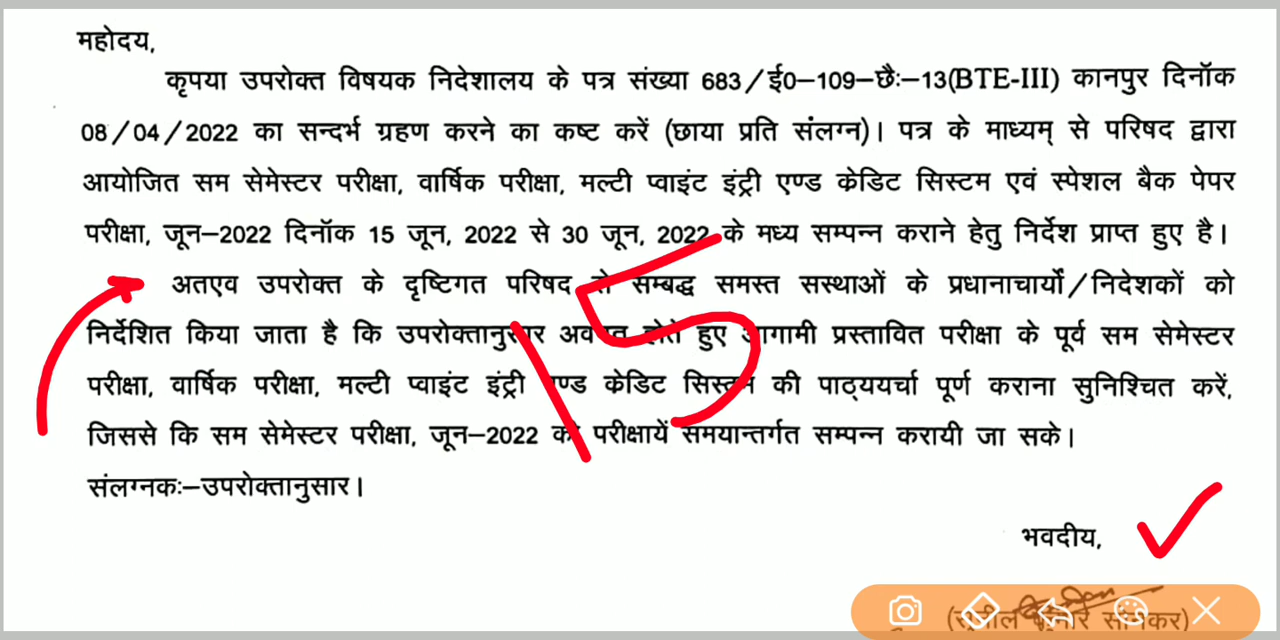 महोदय,
कृपया उपरोक्त विषयक निदेशालय के पत्र संख्या 683/ई0–109–छैः–13(BTE-III) कानपुर दिनॉक
08/04/2022 का सन्दर्भ ग्रहण करने का कष्ट करें (छाया प्रति संलग्न)। पत्र के माध्यम् से परिषद द्वारा
आयोजित सम सेमेस्टर परीक्षा, वार्षिक परीक्षा, मल्टी प्वाइंट इंट्री एण्ड क्रेडिट सिस्टम एवं स्पेशल बैक पेपर
परीक्षा, जून–2022 दिनॉक 15 जून, 2022 से 30 जून, 2022 के मध्य सम्पन्न कराने हेतु निर्देश प्राप्त हुए है।
अतएव उपरोक्त के दृष्टिगत परिषद से सम्बद्ध समस्त सस्थाओं के प्रधानाचार्यों/निदेशकों को
निर्देशित किया जाता है कि उपरोक्तानुसार अवगत होते हुए आगामी प्रस्तावित परीक्षा के पूर्व सम सेमेस्टर
परीक्षा, वार्षिक परीक्षा, मल्टी प्वाइंट इंट्री एण्ड क्रेडिट सिस्टम की पाठ्यचर्या पूर्ण कराना सुनिश्चित करें,
जिससे कि सम सेमेस्टर परीक्षा, जून–2022 की परीक्षायें समयान्तर्गत सम्पन्न करायी जा सके।
संलग्नकः–उपरोक्तानुसार।
15
भवदीय,